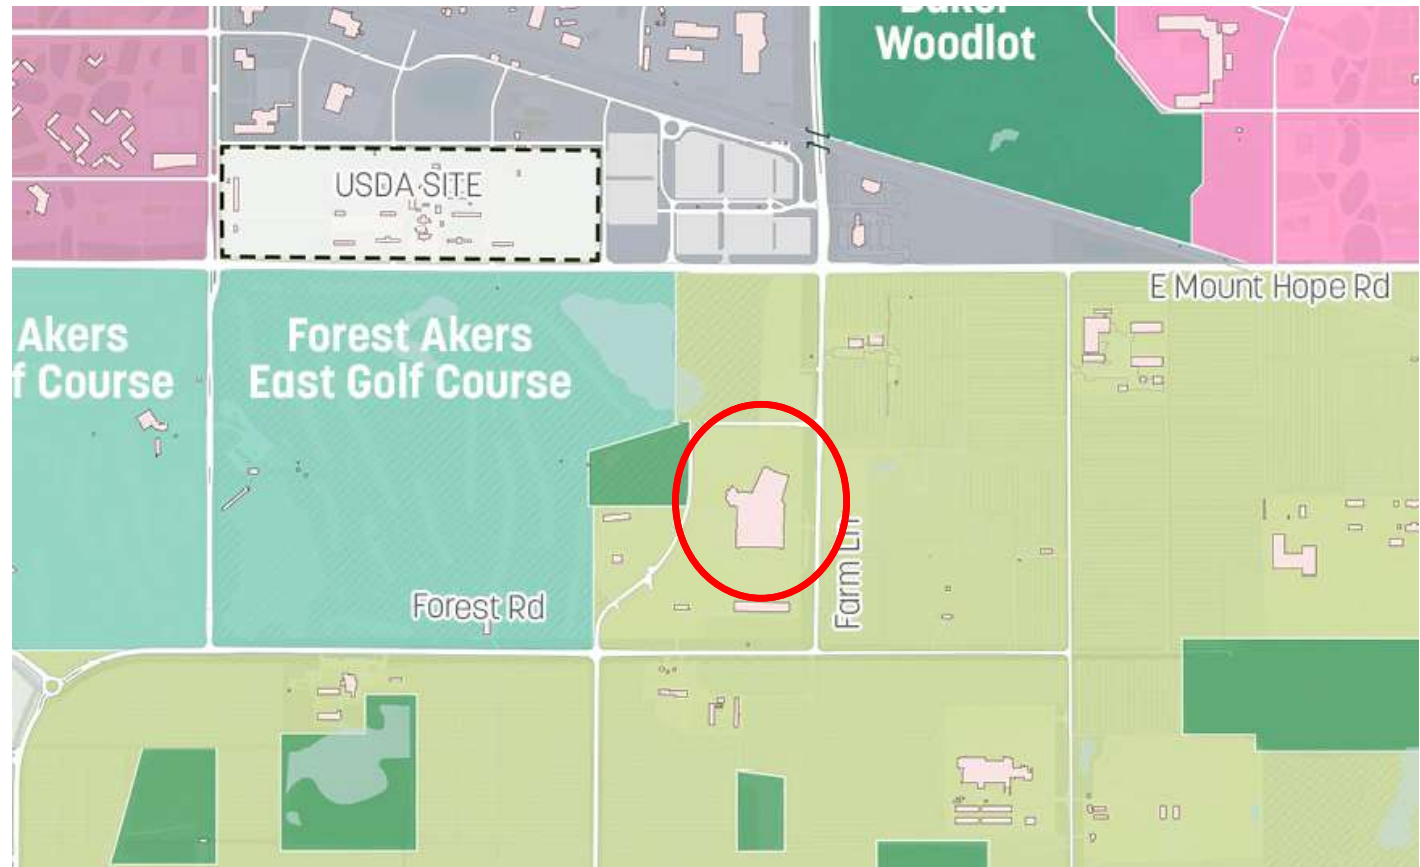 Woodlot
USDA SITE
E Mount Hope Rd
Akers
f Course
Forest Akers
East Golf Course
Farm Ln
Forest Rd